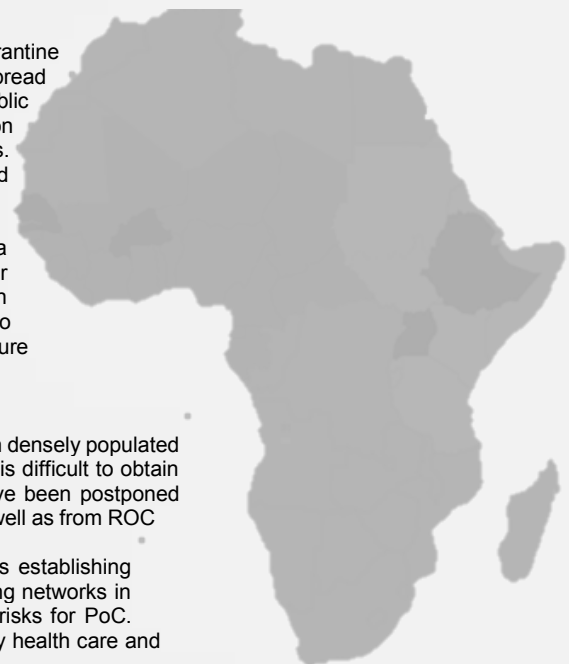 rantine
pread
blic
on
s.
d
a
r
n
o
ure
n densely populated
is difficult to obtain
ve been postponed
well as from ROC
s establishing
ng networks in
risks for PoC.
y health care and